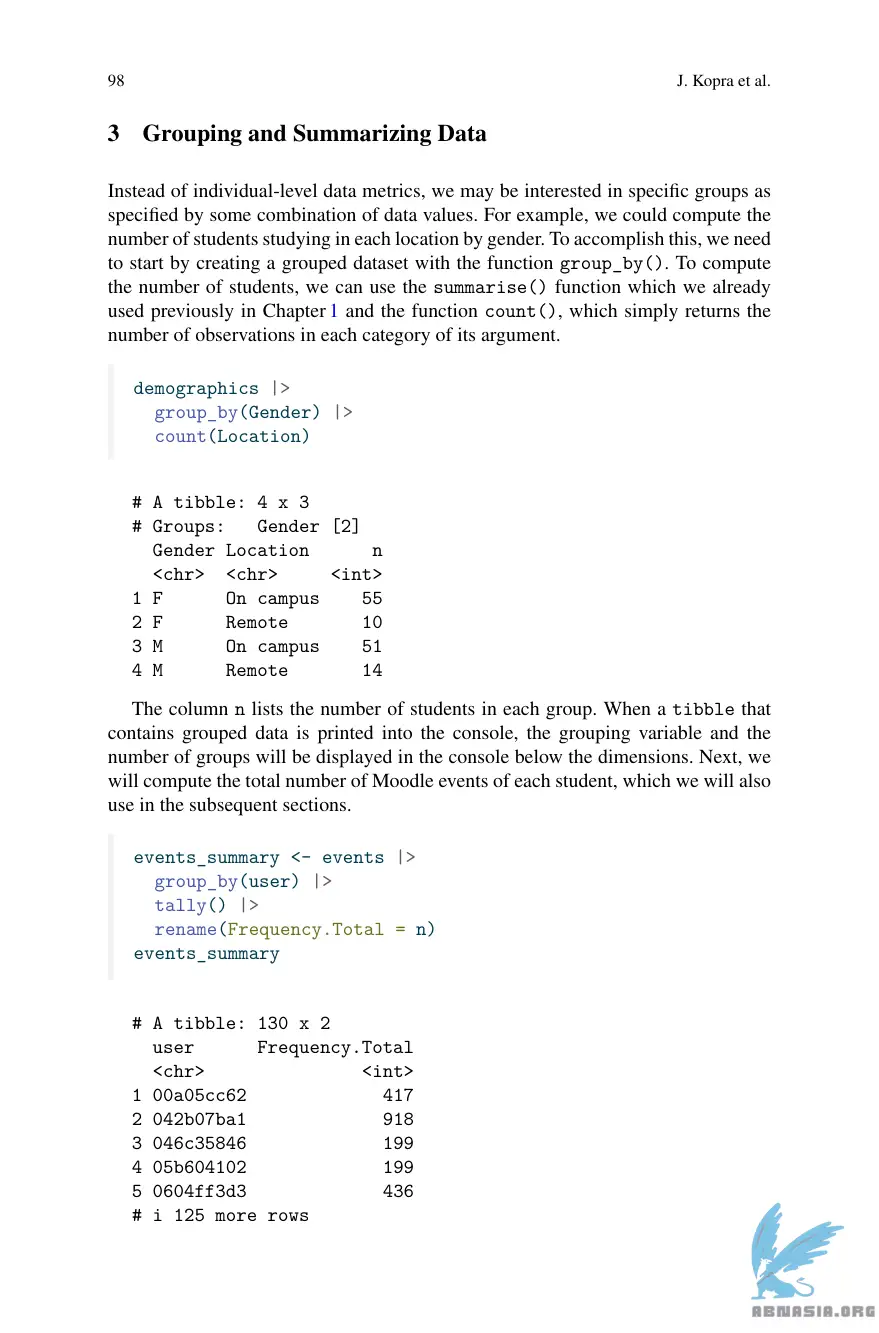 98 J. Kopra et al.
3 Grouping and Summarizing Data
Instead of individual-level data metrics, we may be interested in specific groups as
specified by some combination of data values. For example, we could compute the
number of students studying in each location by gender. To accomplish this, we need
to start by creating a grouped dataset with the function group_by(). To compute
the number of students, we can use the summarise() function which we already
used previously in Chapter 1 and the function count(), which simply returns the
number of observations in each category of its argument.
demographics |>
  group_by(Gender) |>
  count(Location)
# A tibble: 4 x 3
# Groups:   Gender [2]
  Gender Location      n
  <chr>  <chr>     <int>
1 F      On campus    55
2 F      Remote       10
3 M      On campus    51
4 M      Remote       14
The column n lists the number of students in each group. When a tibble that
contains grouped data is printed into the console, the grouping variable and the
number of groups will be displayed in the console below the dimensions. Next, we
will compute the total number of Moodle events of each student, which we will also
use in the subsequent sections.
events_summary <- events |>
  group_by(user) |>
  tally() |>
  rename(Frequency.Total = n)
events_summary
# A tibble: 130 x 2
  user      Frequency.Total
  <chr>               <int>
1 00a05cc62             417
2 042b07ba1             918
3 046c35846             199
4 05b604102             199
5 0604ff3d3             436
# i 125 more rows
ABNASIA.ORG